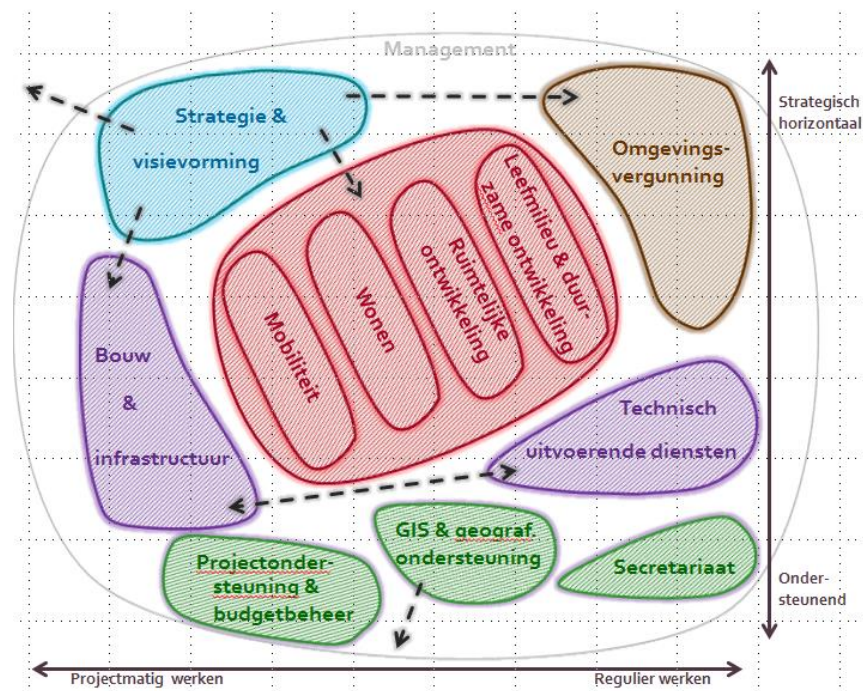 Management
Strategie &
visievorming
Omgevings-
vergunning
Strategisch
horizontaal
Leefmilieu & duur-
zame ontwikkeling
Ruimtelijke
ontwikkeling
Wonen
Mobiliteit
Bouw
&
infrastructuur
Technisch
uitvoerende diensten
GIS & geograf.
ondersteuning
Projectonder-
steuning &
budgetbeheer
Secretariaat
Onder-
steunend
Projectmatig werken
Regulier werken